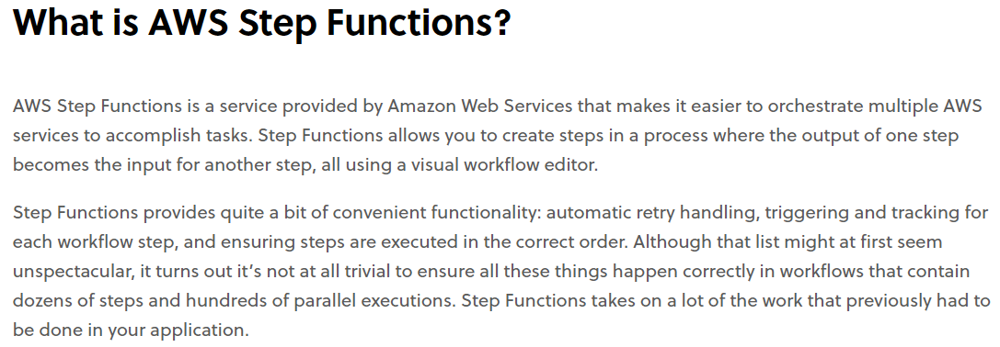 What is AWS Step Functions?
AWS Step Functions is a service provided by Amazon Web Services that makes it easier to orchestrate multiple AWS
services to accomplish tasks. Step Functions allows you to create steps in a process where the output of one step
becomes the input for another step, all using a visual workflow editor.
Step Functions provides quite a bit of convenient functionality: automatic retry handling, triggering and tracking for
each workflow step, and ensuring steps are executed in the correct order. Although that list might at first seem
unspectacular, it turns out it’s not at all trivial to ensure all these things happen correctly in workflows that contain
dozens of steps and hundreds of parallel executions. Step Functions takes on a lot of the work that previously had to
be done in your application.